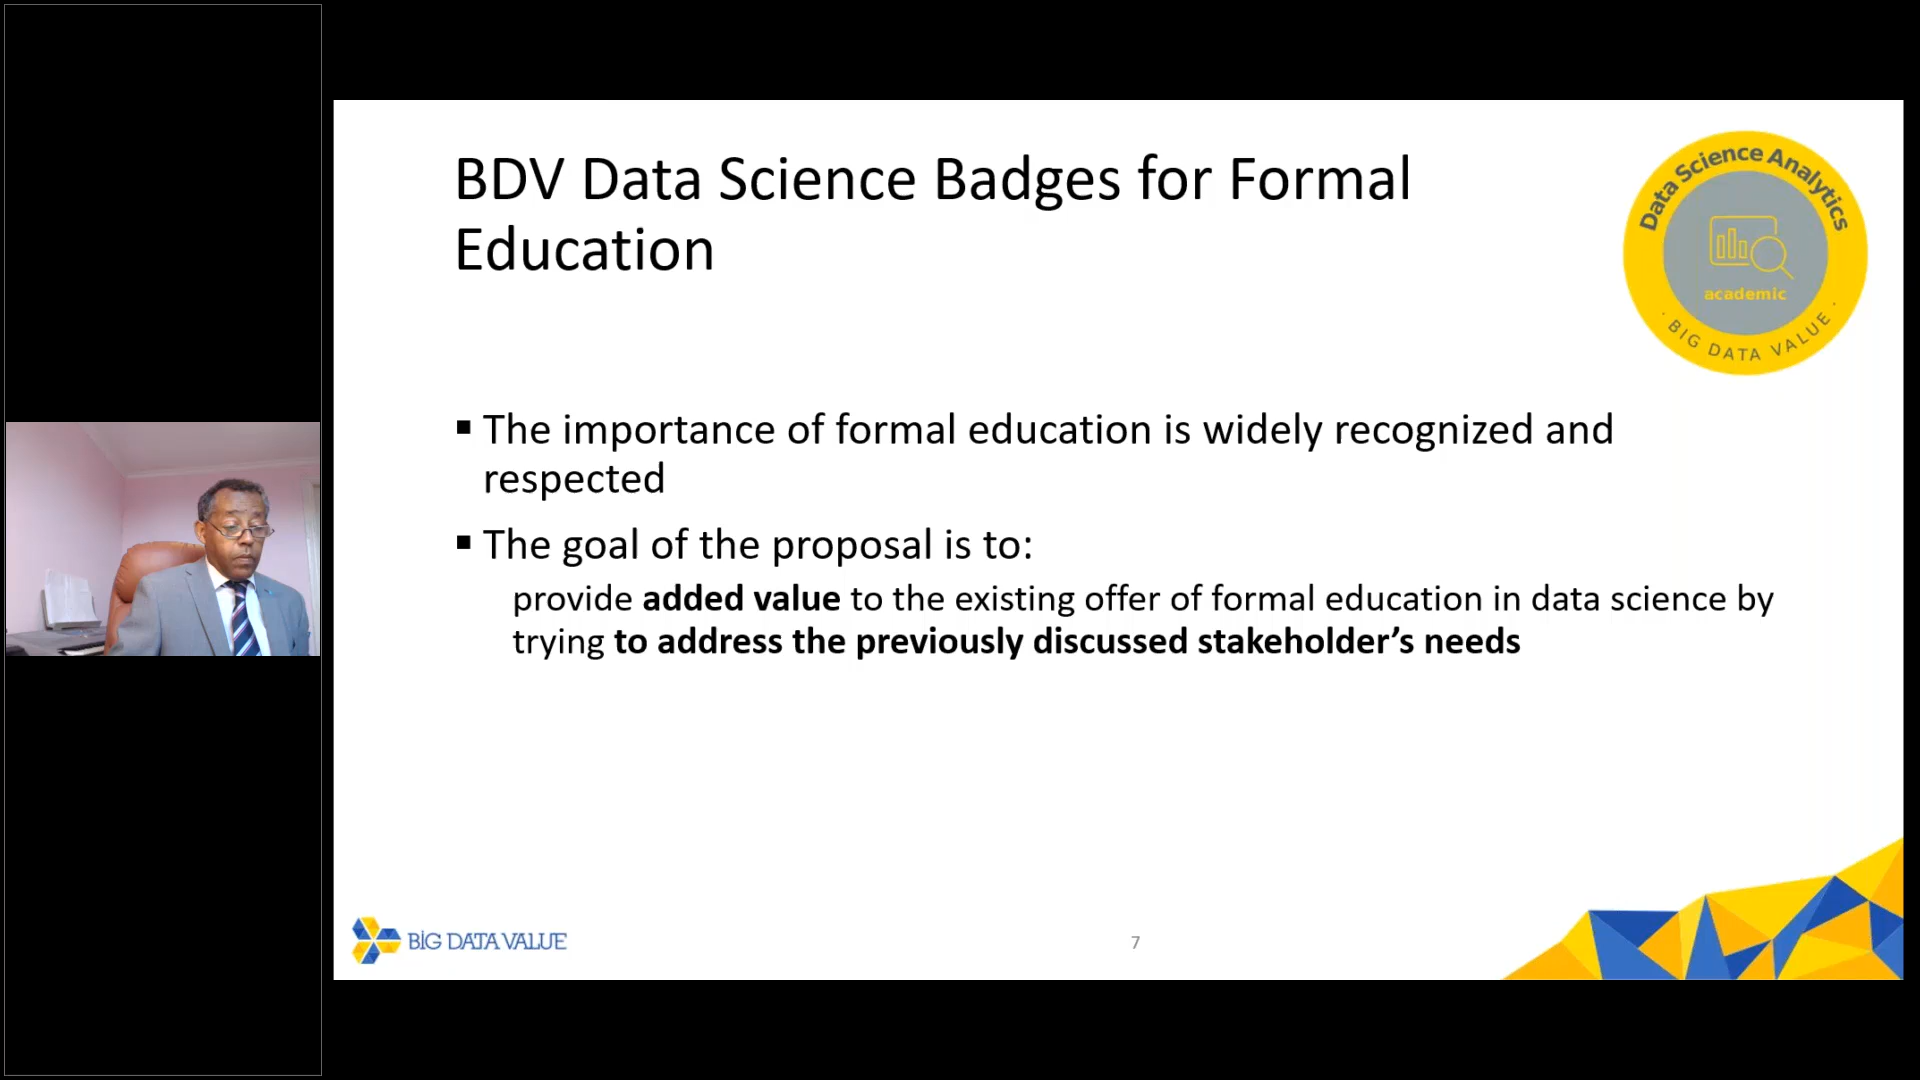 BDV Data Science Badges for Formal
Education
Data Science Analytics
academic
· BIG DATA VALUE ·
▪ The importance of formal education is widely recognized and
respected
▪ The goal of the proposal is to:
provide added value to the existing offer of formal education in data science by
trying to address the previously discussed stakeholder’s needs
BIG DATA VALUE
7